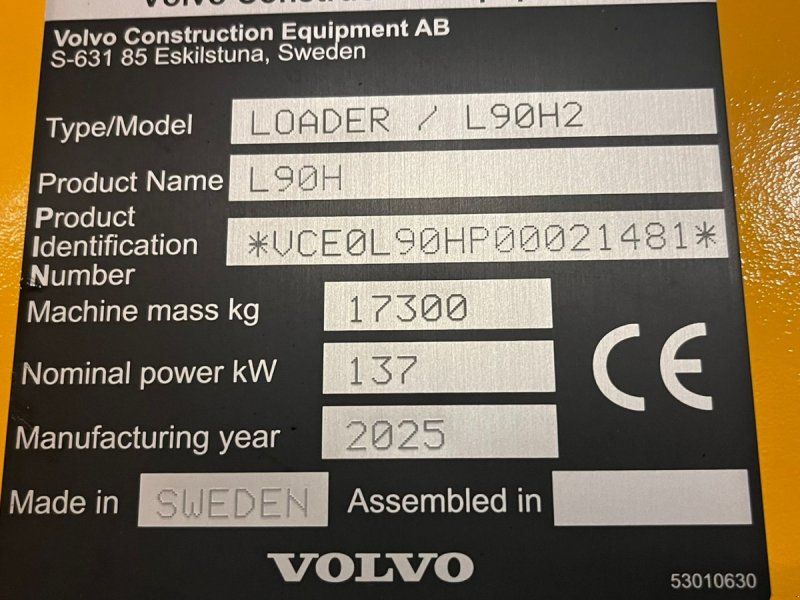 Volvo Construction Equipment AB
S-631 85 Eskilstuna, Sweden
Type/Model LOADER / L90H2
Product Name L90H
Product
Identification
Number *VCE0L90HP00021481*
Machine mass kg 17300
Nominal power kW 137
Manufacturing year 2025
CE
Made in SWEDEN Assembled in
VOLVO
53010630